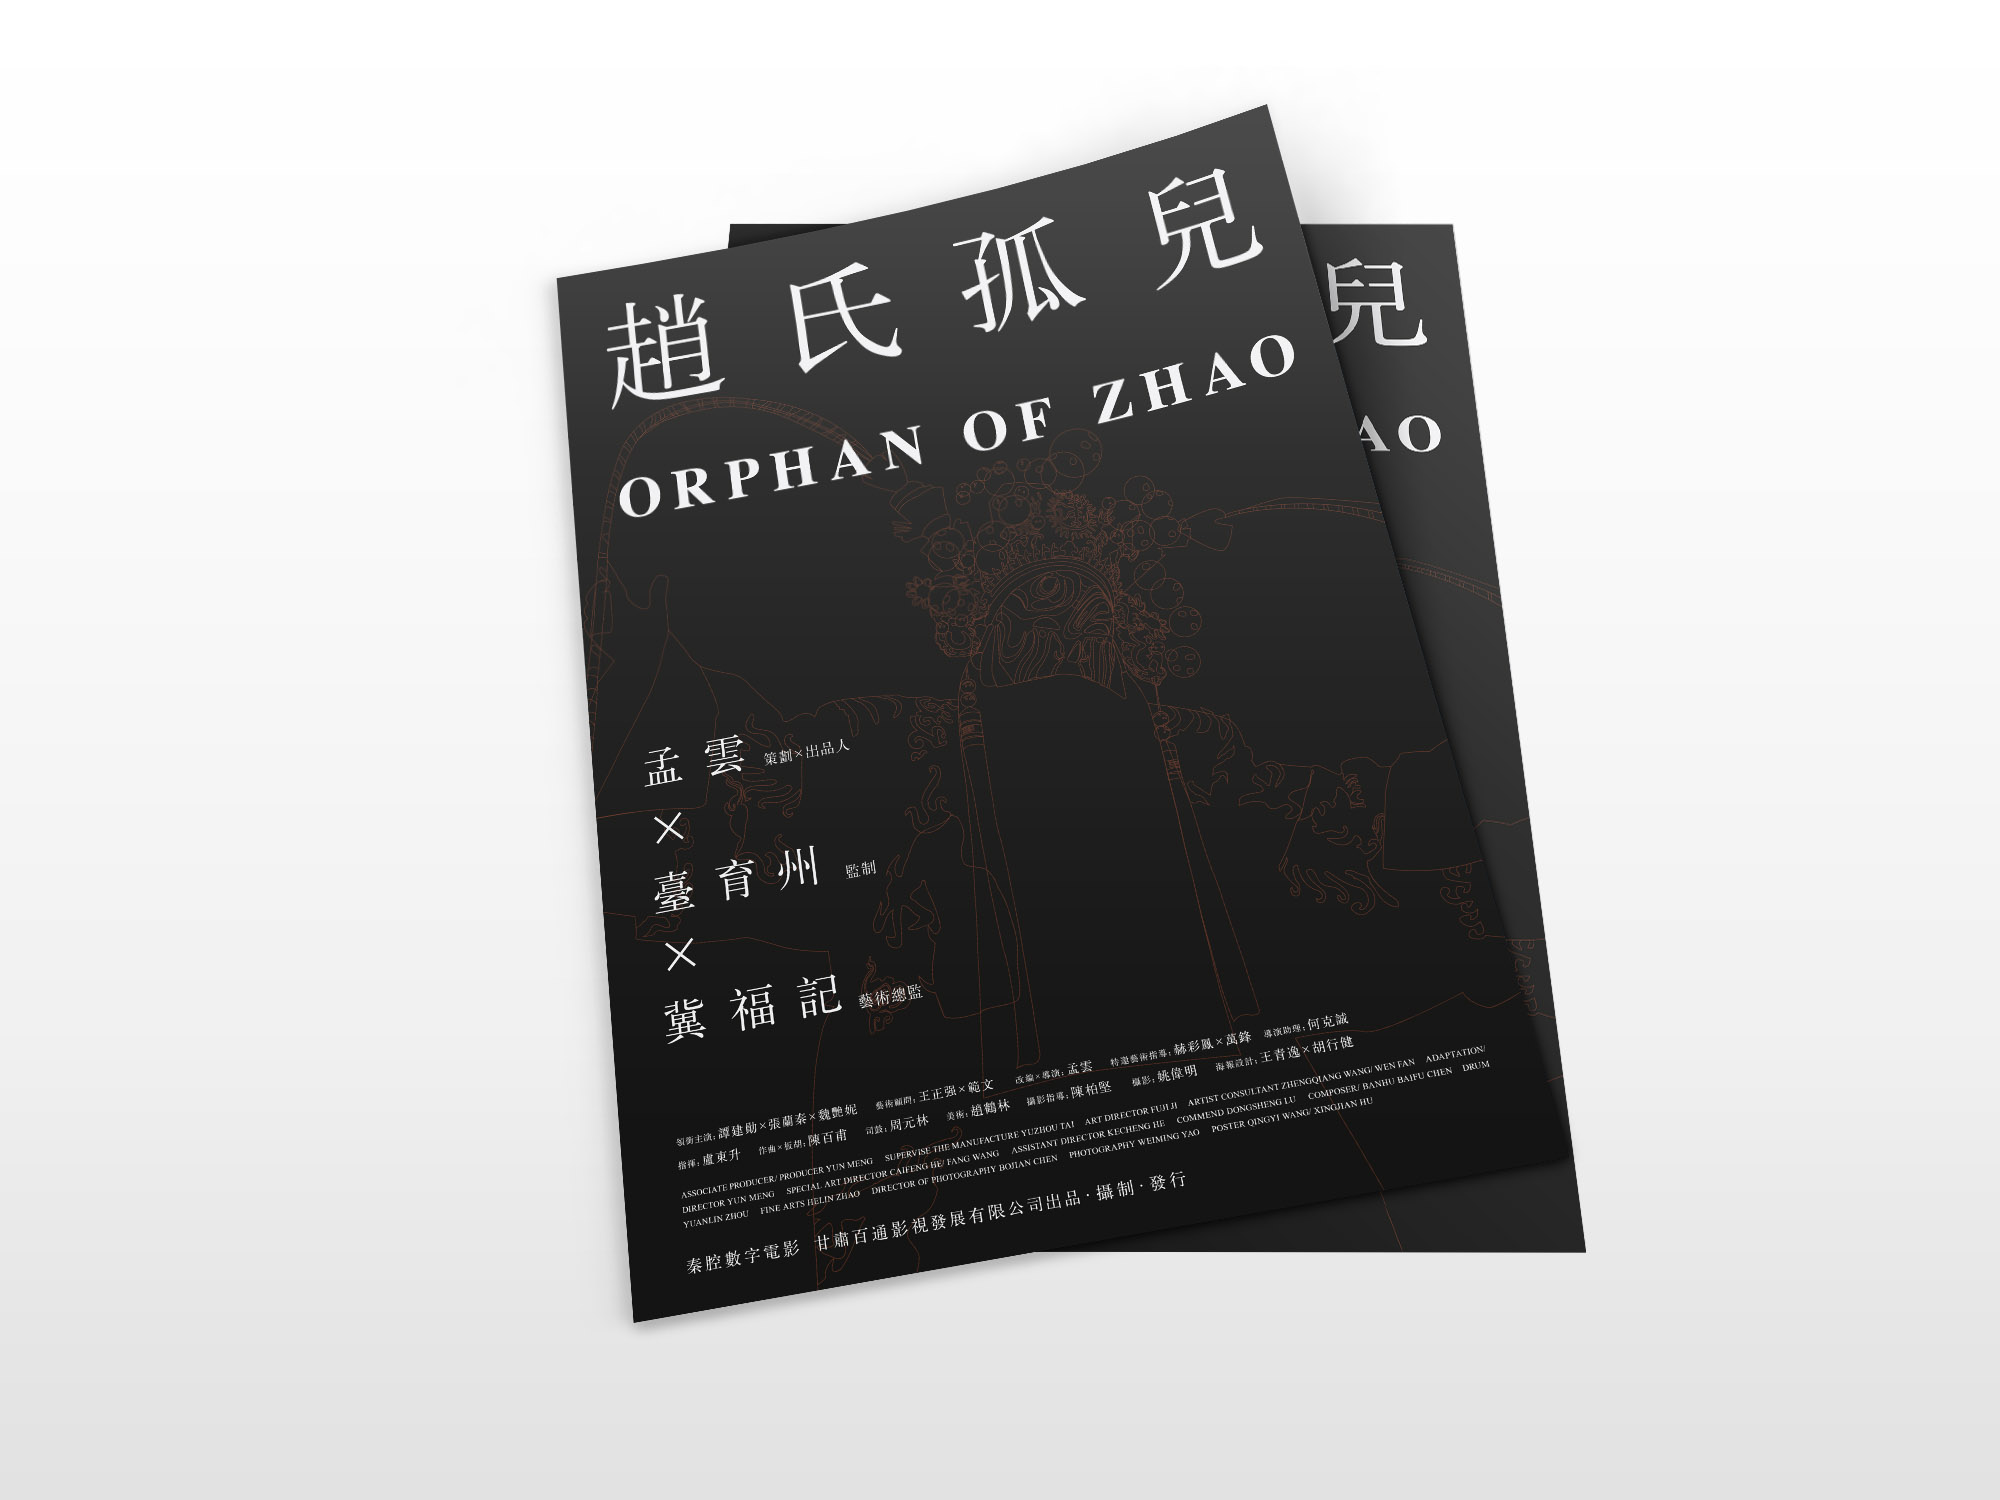 趙氏孤兒
ORPHAN OF ZHAO
孟雲 策劃×出品人
×
臺育州 監制
×
冀福記 藝術總監
領銜主演:譚建勛×張蘭秦×魏艷妮 藝術顧問:王正强×範文 改編×導演:孟雲 特邀藝術指導:赫彩鳳×萬鋒 導演助理:何克誠
指揮:盧東升 作曲×板胡:陳百甫 司鼓:周元林 美術:趙鶴林 攝影指導:陳柏堅 攝影:姚偉明 海報設計:王青逸×胡行健
ASSOCIATE PRODUCER/ PRODUCER YUN MENG SUPERVISE THE MANUFACTURE YUZHOU TAI ART DIRECTOR FUJI JI ARTIST CONSULTANT ZHENGQIANG WANG/ WEN FAN ADAPTATION/
DIRECTOR YUN MENG SPECIAL ART DIRECTOR CAIFENG HE/ FANG WANG ASSISTANT DIRECTOR KECHENG HE COMMEND DONGSHENG LU COMPOSER/ BANHU BAIFU CHEN DRUM
YUANLIN ZHOU FINE ARTS HELIN ZHAO DIRECTOR OF PHOTOGRAPHY BOJIAN CHEN PHOTOGRAPHY WEIMING YAO POSTER QINGYI WANG/ XINGJIAN HU
秦腔數字電影 甘肅百通影視發展有限公司出品·攝制·發行
兒
AO